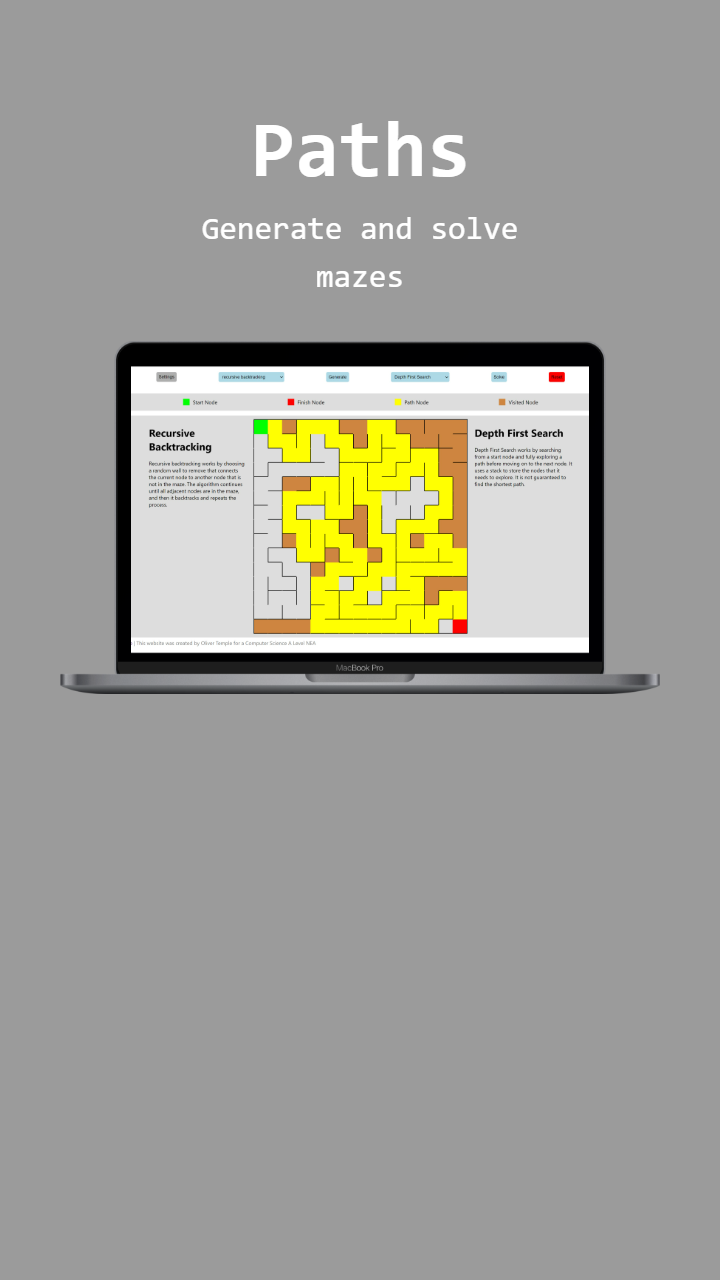 Paths
Generate and solve
mazes
Settings
recursive backtracking
Generate
Depth First Search
Solve
Start Node
Finish Node
Path Node
Visited Node
Recursive
Backtracking
Recursive backtracking works by choosing
a random wall to remove that connects
the current node to another node that is
not in the maze. The algorithm continues
until all adjacent nodes are in the maze,
and then it backtracks and repeats the
process.
Depth First Search
Depth First Search works by searching
from a start node and fully exploring a
path before moving on to the next node. It
uses a stack to store the nodes that it
needs to explore. It is not guaranteed to
find the shortest path.
| This website was created by Oliver Temple for a Computer Science A Level NEA
MacBook Pro